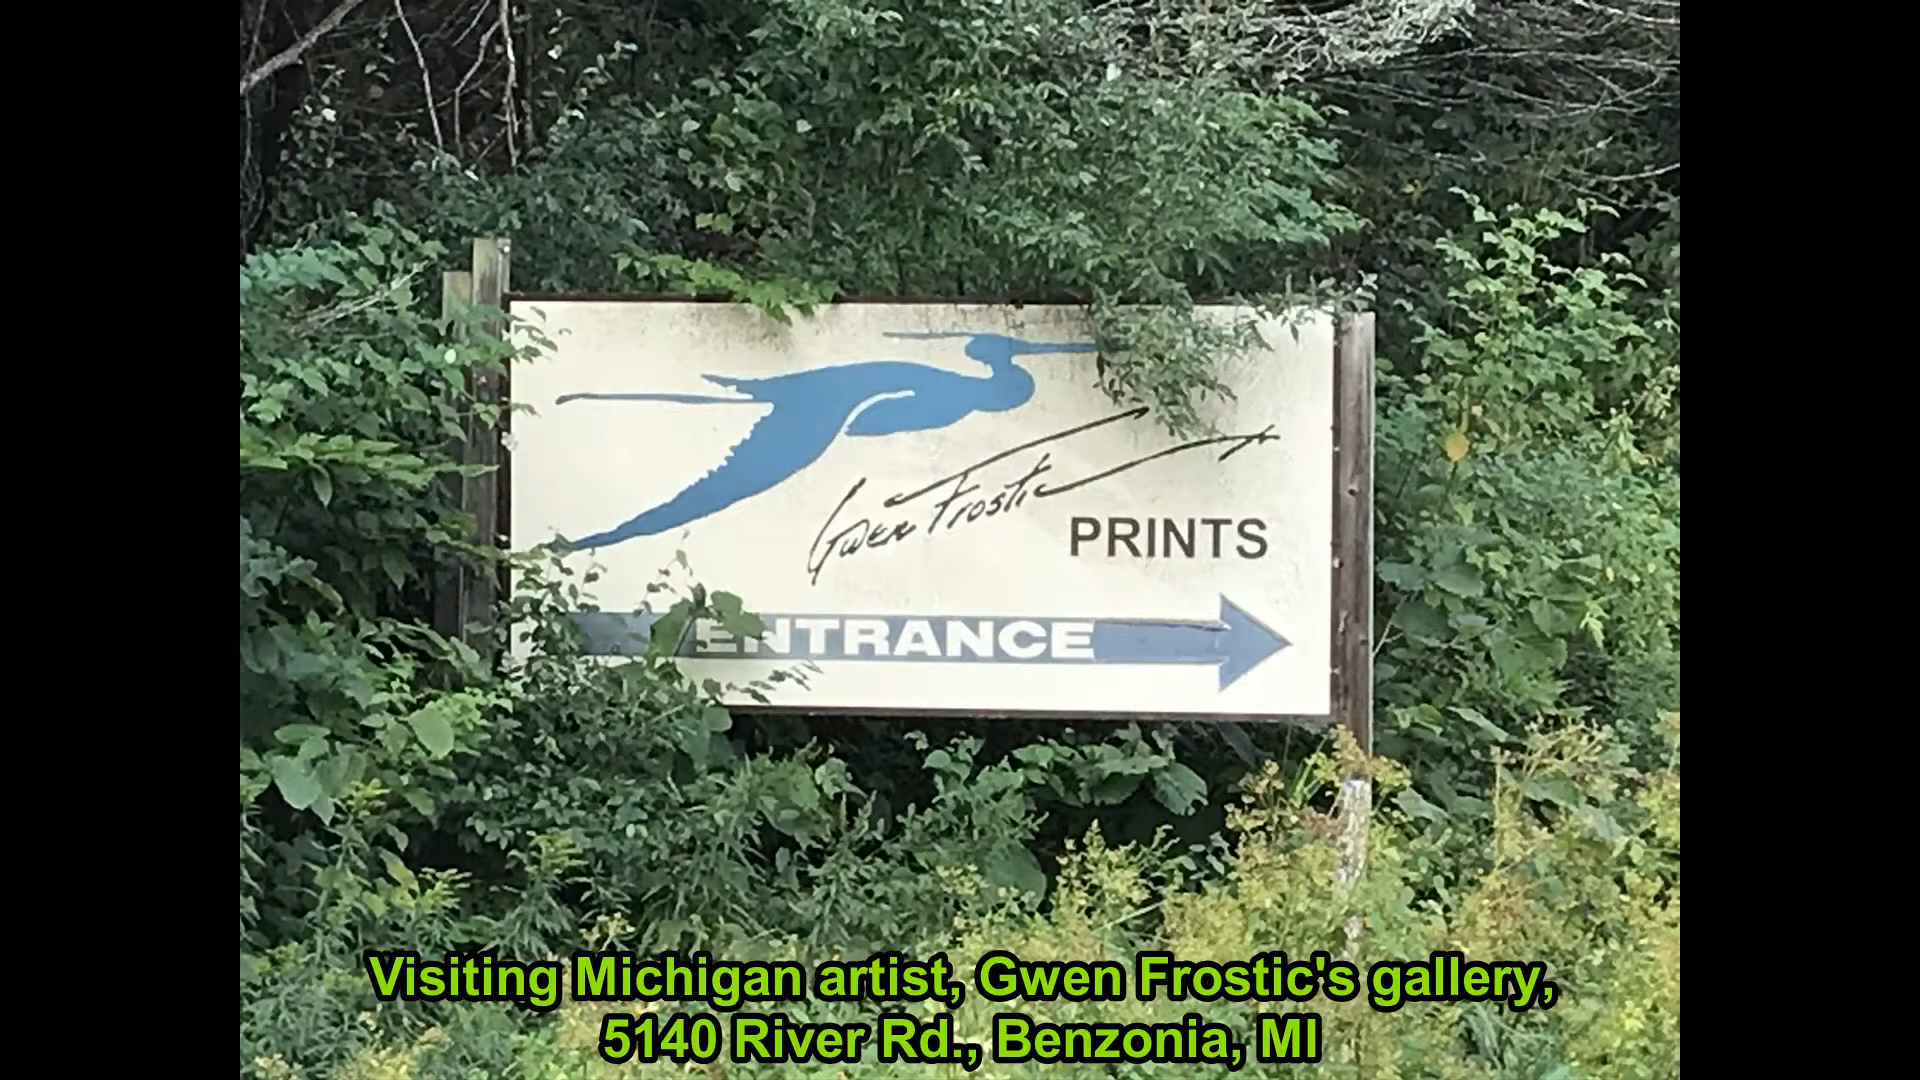 Gwen Frostic
PRINTS
ENTRANCE
Visiting Michigan artist, Gwen Frostic's gallery,
5140 River Rd., Benzonia, MI